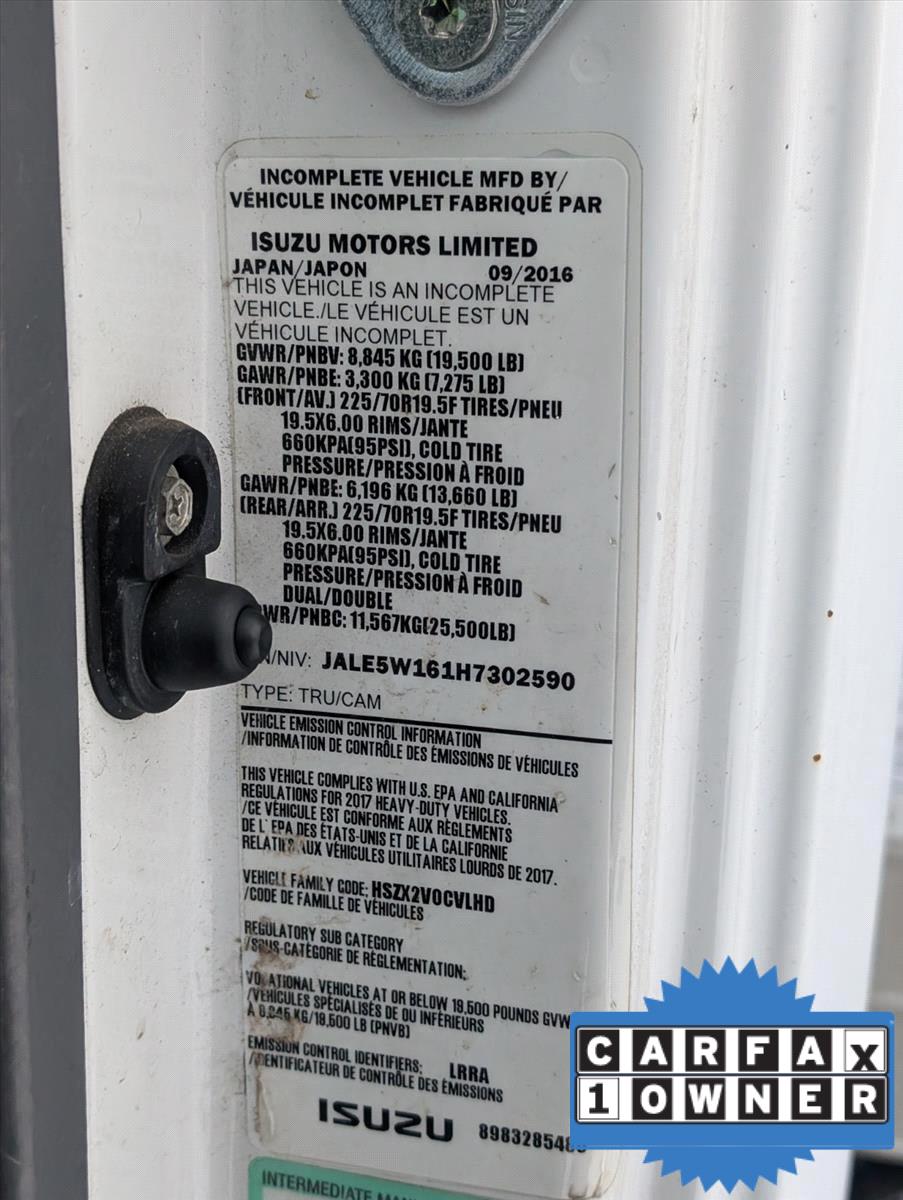 INCOMPLETE VEHICLE MFD BY/
VÉHICULE INCOMPLET FABRIQUÉ PAR
ISUZU MOTORS LIMITED
JAPAN/JAPON 09/2016
THIS VEHICLE IS AN INCOMPLETE
VEHICLE./LE VÉHICULE EST UN
VÉHICULE INCOMPLET.
GVWR/PNBV: 8,845 KG (19,500 LB)
GAWR/PNBE: 3,300 KG (7,275 LB)
(FRONT/AV.) 225/70R19.5F TIRES/PNEU
19.5X6.00 RIMS/JANTE
660KPA(95PSI), COLD TIRE
PRESSURE/PRESSION À FROID
GAWR/PNBE: 6,196 KG (13,660 LB)
(REAR/ARR.) 225/70R19.5F TIRES/PNEU
19.5X6.00 RIMS/JANTE
660KPA(95PSI), COLD TIRE
PRESSURE/PRESSION À FROID
DUAL/DOUBLE
WR/PNBC: 11,567KG(25,500LB)
/NIV: JALE5W161H7302590
TYPE: TRU/CAM
VEHICLE EMISSION CONTROL INFORMATION
/INFORMATION DE CONTRÔLE DES ÉMISSIONS DE VÉHICULES
THIS VEHICLE COMPLIES WITH U.S. EPA AND CALIFORNIA
REGULATIONS FOR 2017 HEAVY-DUTY VEHICLES.
/CE VÉHICULE EST CONFORME AUX RÈGLEMENTS
DE L'EPA DES ÉTATS-UNIS ET DE LA CALIFORNIE
RELATIFS AUX VÉHICULES UTILITAIRES LOURDS DE 2017.
VEHICLE FAMILY CODE: HSZX2VOCVLHD
/CODE DE FAMILLE DE VÉHICULES
REGULATORY SUB CATEGORY
/SOUS-CATÉGORIE DE RÉGLEMENTATION:
VOCATIONAL VEHICLES AT OR BELOW 19,500 POUNDS GVW
/VÉHICULES SPÉCIALISÉS DE OU INFÉRIEURS
À 8,845 KG/19,500 LB (PNVB)
EMISSION CONTROL IDENTIFIERS: LRRA
/IDENTIFICATEUR DE CONTRÔLE DES ÉMISSIONS
ISUZU 898328548
INTERMEDIATE
CARFAX
1 OWNER